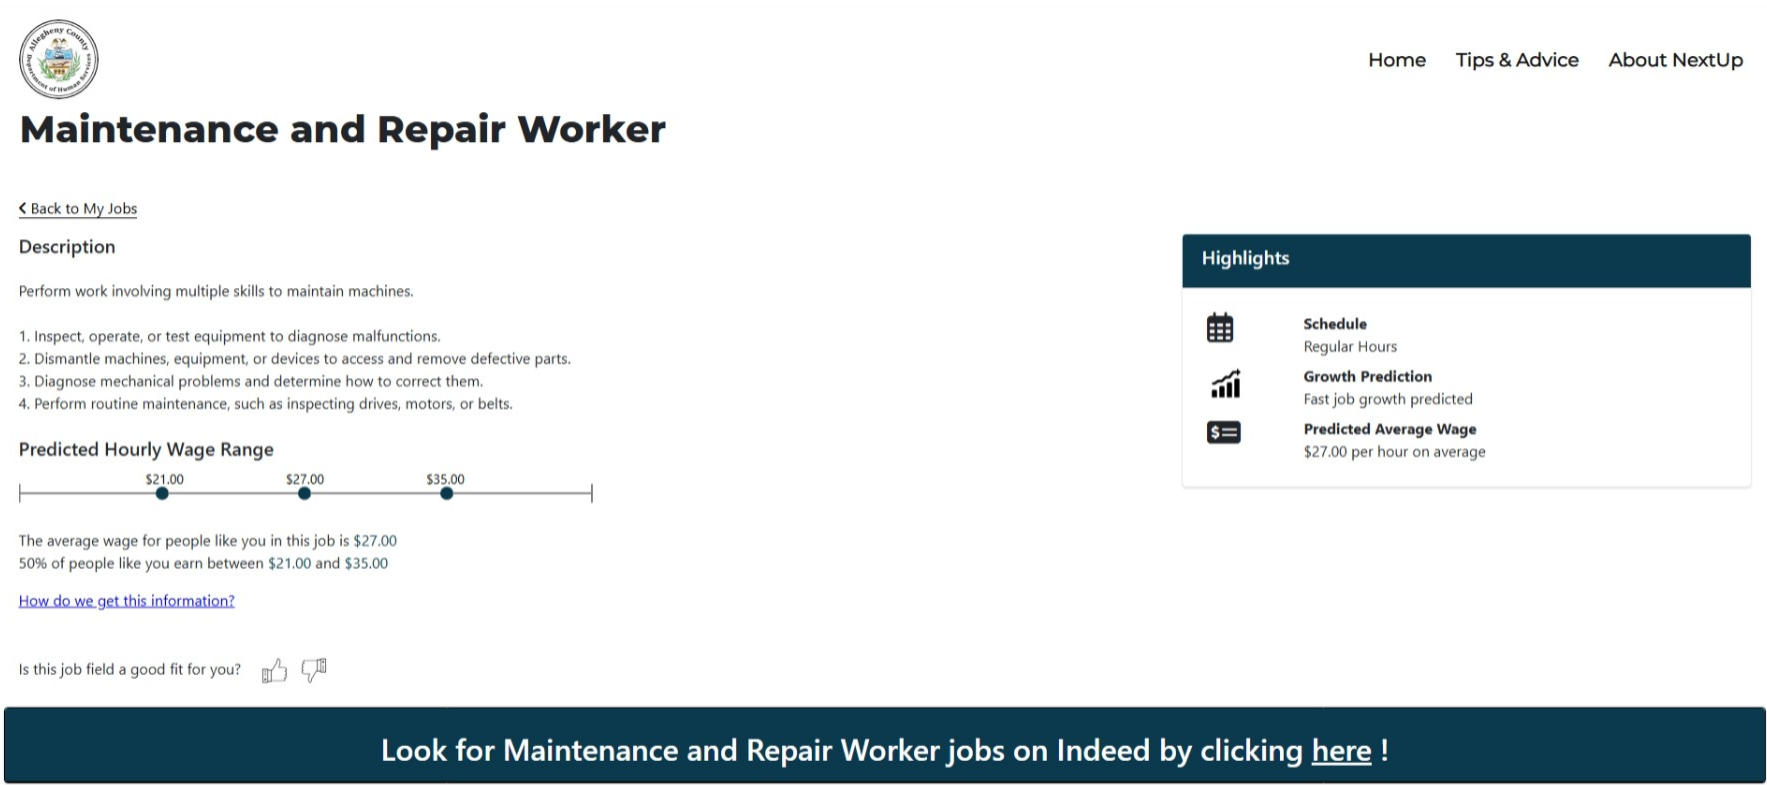 Allegheny County
Department of Human Services
Home
Tips & Advice
About NextUp
Maintenance and Repair Worker
Back to My Jobs
Description
Perform work involving multiple skills to maintain machines.
1. Inspect, operate, or test equipment to diagnose malfunctions.
2. Dismantle machines, equipment, or devices to access and remove defective parts.
3. Diagnose mechanical problems and determine how to correct them.
4. Perform routine maintenance, such as inspecting drives, motors, or belts.
Predicted Hourly Wage Range
$21.00
$27.00
$35.00
The average wage for people like you in this job is $27.00
50% of people like you earn between $21.00 and $35.00
How do we get this information?
Is this job field a good fit for you?
Highlights
Schedule
Regular Hours
Growth Prediction
Fast job growth predicted
$
Predicted Average Wage
$27.00 per hour on average
Look for Maintenance and Repair Worker jobs on Indeed by clicking here !